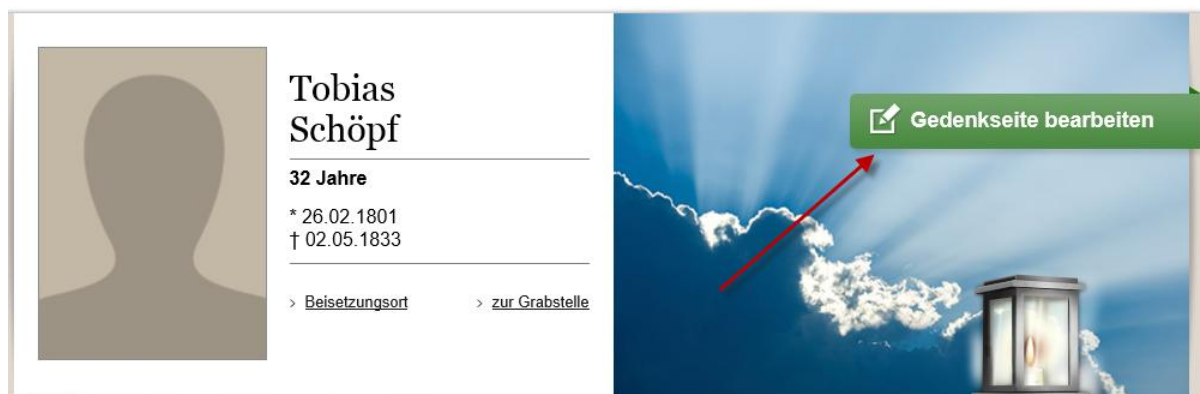 Tobias
Schöpf
32 Jahre
* 26.02.1801
† 02.05.1833
> Beisetzungsort > zur Grabstelle
Gedenkseite bearbeiten